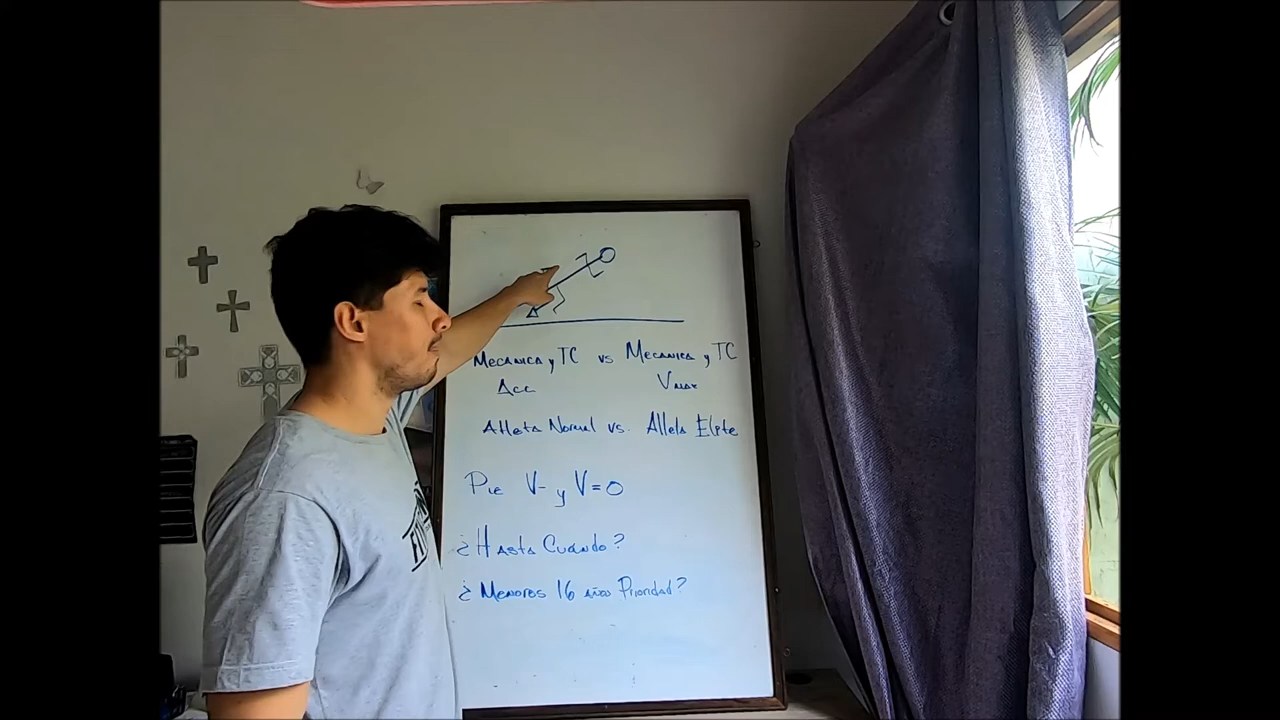 Mecanica y TC vs Mecanica y TC
Acc Vmax
Atleta Normal vs. Atleta Elite
Pie V- y V=0
¿Hasta Cuando?
¿Menores 16 años Prioridad?